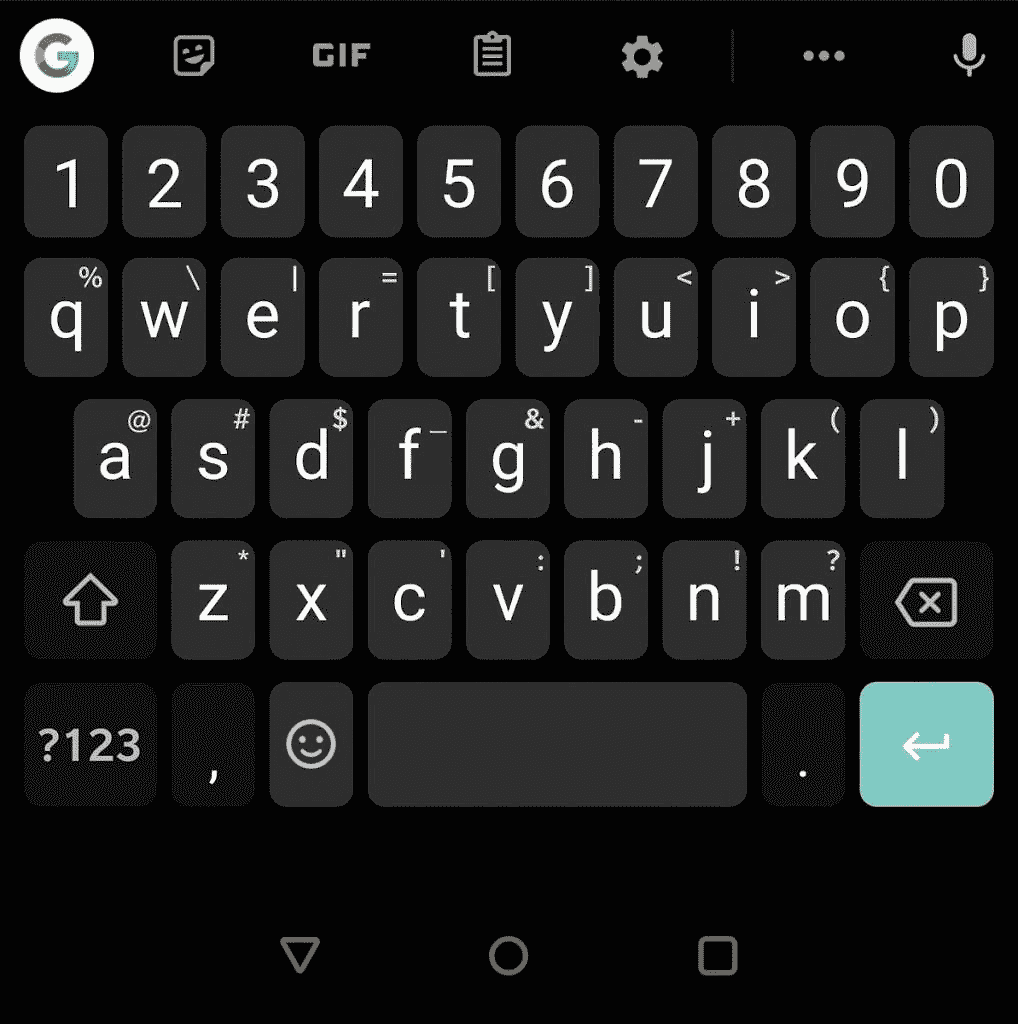 G GIF
1 2 3 4 5 6 7 8 9 0
% \ | = [ ] < > { }
q w e r t y u i o p
@ # $ _ & - + ( )
a s d f g h j k l
* " ' : ; ! ?
z x c v b n m
?123 , .